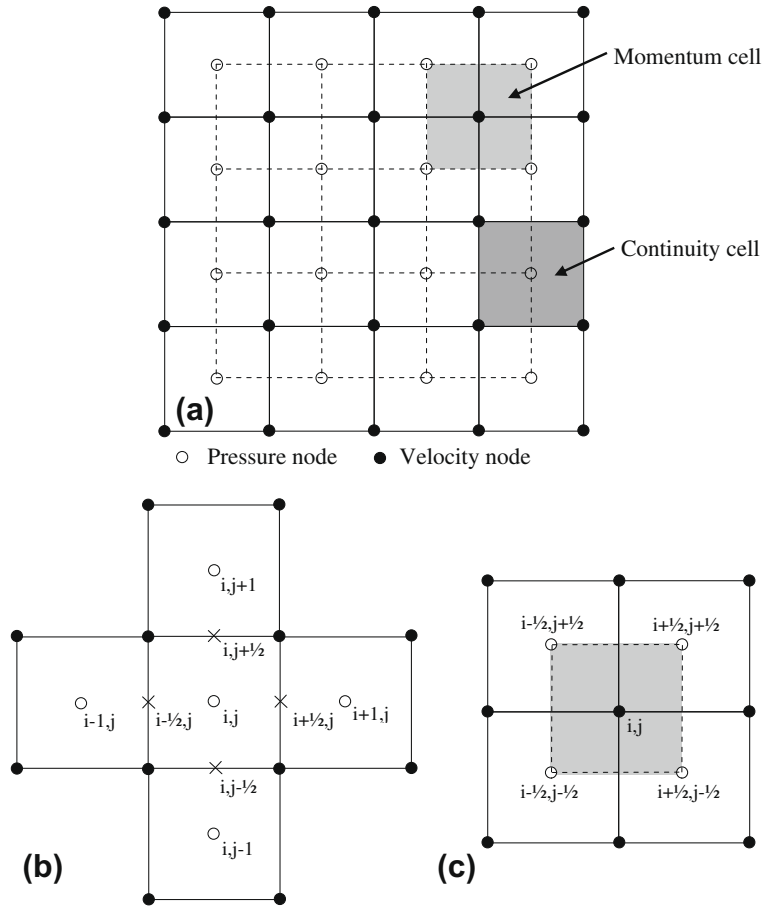 Momentum cell
Continuity cell
(a)
Pressure node
Velocity node
i,j+1
i,j+½
i-1,j
i-½,j
i,j
i+½,j
i+1,j
i,j-½
i,j-1
(b)
i-½,j+½
i+½,j+½
i,j
i-½,j-½
i+½,j-½
(c)